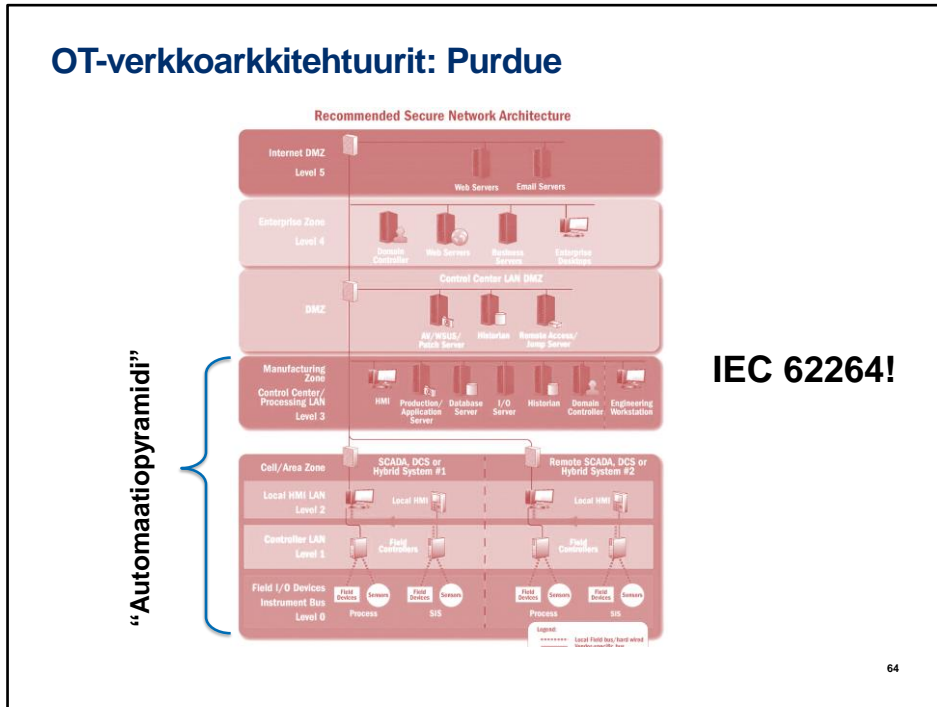 OT-verkkoarkkitehtuurit: Purdue
Recommended Secure Network Architecture
Internet DMZ
Level 5
Web Servers
Email Servers
Enterprise Zone
Level 4
Domain
Controller
Web Servers
Business
Servers
Enterprise
Desktops
Control Center LAN DMZ
DMZ
AV/WSUS/
Patch Server
Historian
Remote Access/
Jump Server
“Automaatiopyramidi”
IEC 62264!
Manufacturing
Zone
Control Center/
Processing LAN
Level 3
HMI
Production/
Application
Server
Database
Server
I/O
Server
Historian
Domain
Controller
Engineering
Workstation
Cell/Area Zone
SCADA, DCS or
Hybrid System #1
Remote SCADA, DCS or
Hybrid System #2
Local HMI LAN
Level 2
Local HMI
Local HMI
Controller LAN
Level 1
Field
Controllers
Field
Controllers
Field I/O Devices
Instrument Bus
Level 0
Field
Devices
Sensors
Field
Devices
Sensors
Field
Devices
Sensors
Field
Devices
Sensors
Process
SIS
Process
SIS
Legend:
Local Field bus/hard wired
64